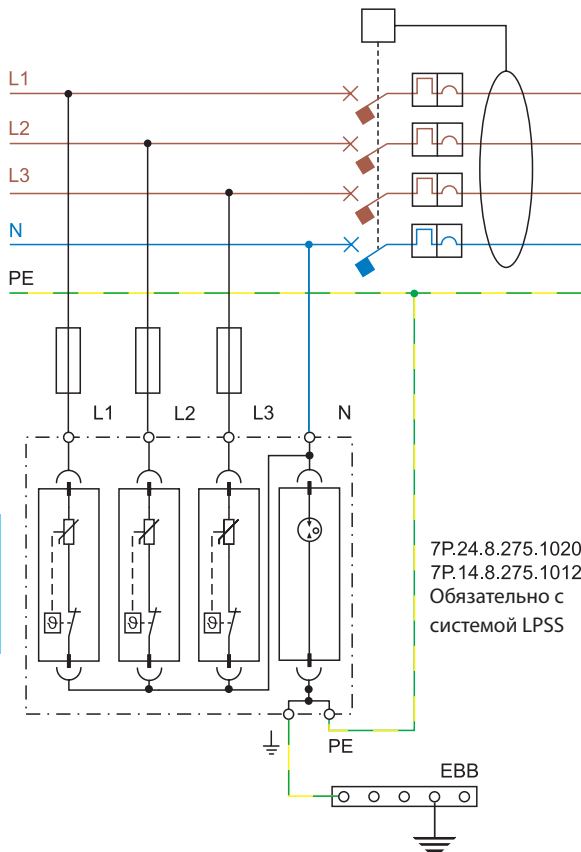 L1
L2
L3
N
PE
L1 L2 L3 N
ϑ ϑ ϑ
7P.24.8.275.1020
7P.14.8.275.1012
Обязательно с
системой LPSS
PE
EBB